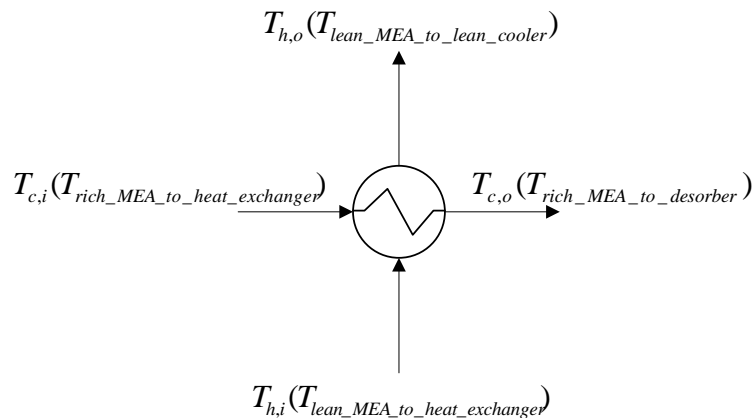 T_{h,o}(T_{lean_MEA_to_lean_cooler})
T_{c,i}(T_{rich_MEA_to_heat_exchanger})
T_{c,o}(T_{rich_MEA_to_desorber})
T_{h,i}(T_{lean_MEA_to_heat_exchanger})